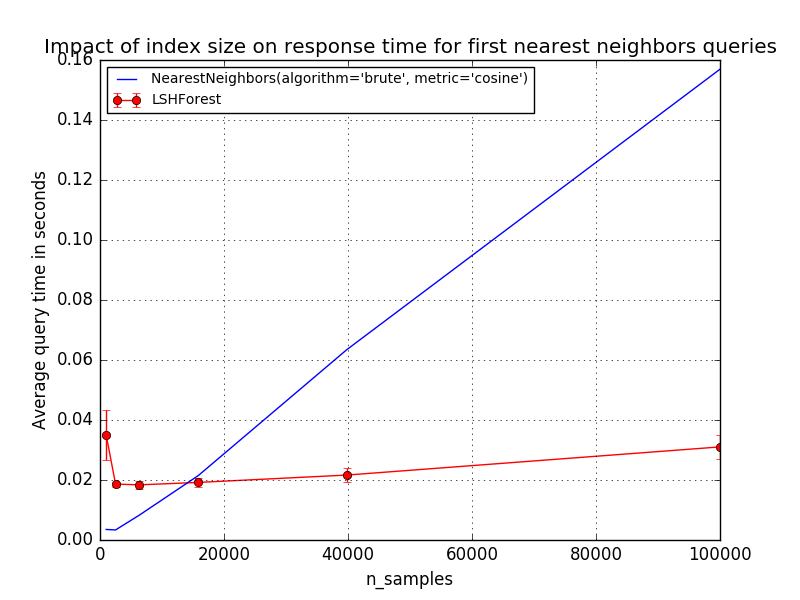 Impact of index size on response time for first nearest neighbors queries
0.16
NearestNeighbors(algorithm='brute', metric='cosine')
LSHForest
0.14
0.12
0.10
0.08
0.06
0.04
0.02
0.00
Average query time in seconds
0 20000 40000 60000 80000 100000
n_samples